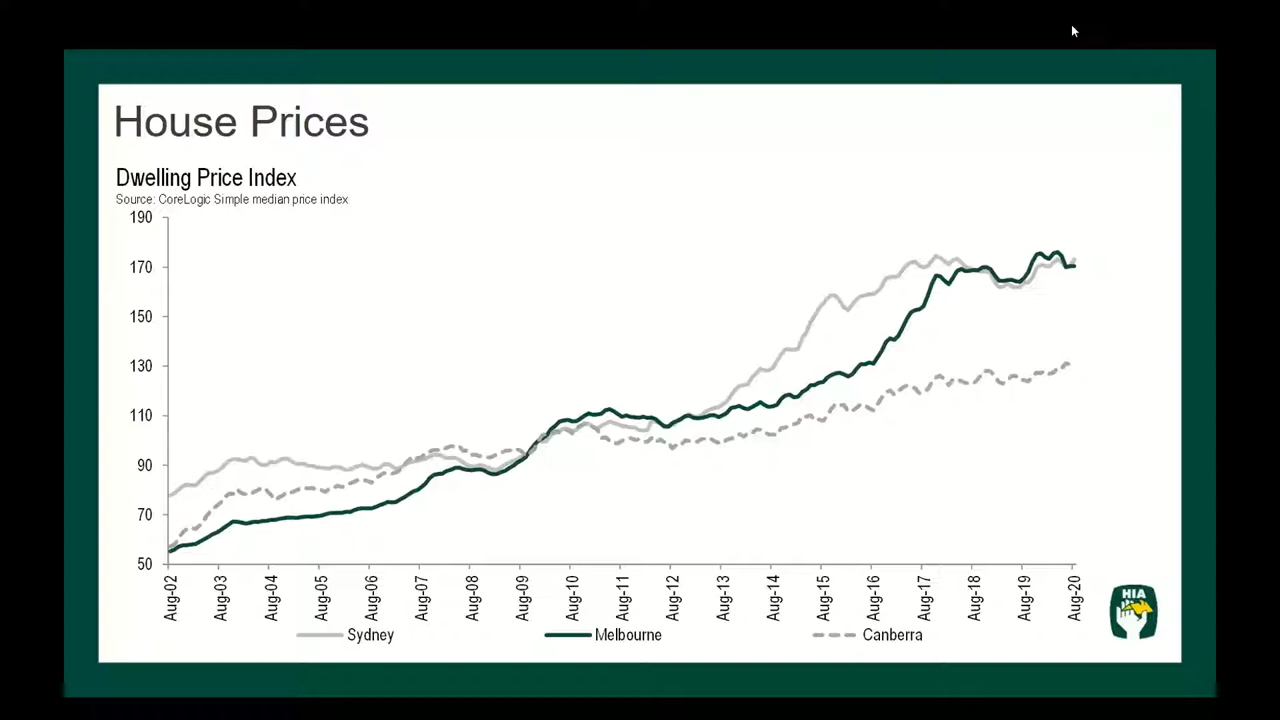 House Prices
Dwelling Price Index
Source: CoreLogic Simple median price index
190
170
150
130
110
90
70
50
Aug-02
Aug-03
Aug-04
Aug-05
Aug-06
Aug-07
Aug-08
Aug-09
Aug-10
Aug-11
Aug-12
Aug-13
Aug-14
Aug-15
Aug-16
Aug-17
Aug-18
Aug-19
Aug-20
Sydney
Melbourne
Canberra
HIA